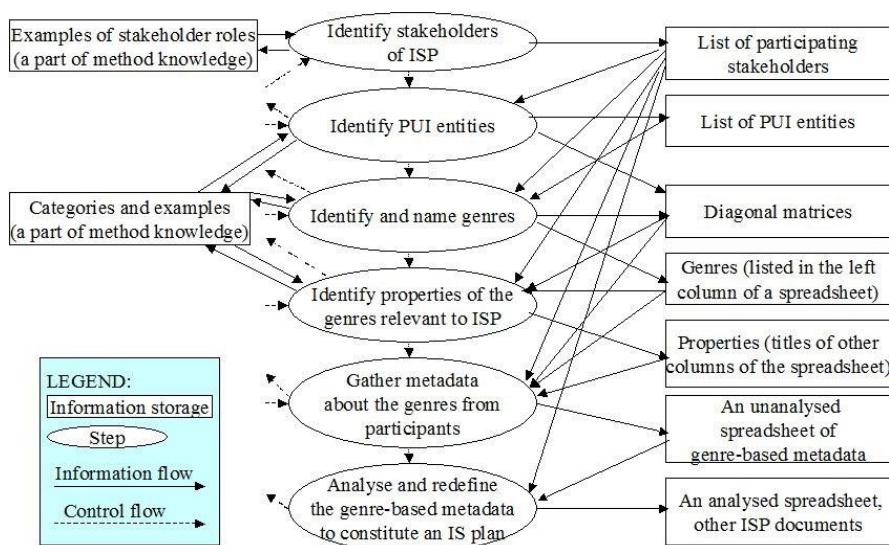 Examples of stakeholder roles
(a part of method knowledge)
Identify stakeholders
of ISP
List of participating
stakeholders
Identify PUI entities
List of PUI entities
Categories and examples
(a part of method knowledge)
Identify and name genres
Diagonal matrices
Genres (listed in the left
column of a spreadsheet)
Identify properties of the
genres relevant to ISP
Properties (titles of other
columns of the spreadsheet)
Gather metadata
about the genres from
participants
An unanalysed
spreadsheet of
genre-based metadata
Analyse and redefine
the genre-based metadata
to constitute an IS plan
An analysed spreadsheet,
other ISP documents
LEGEND:
Information storage
Step
Information flow
Control flow